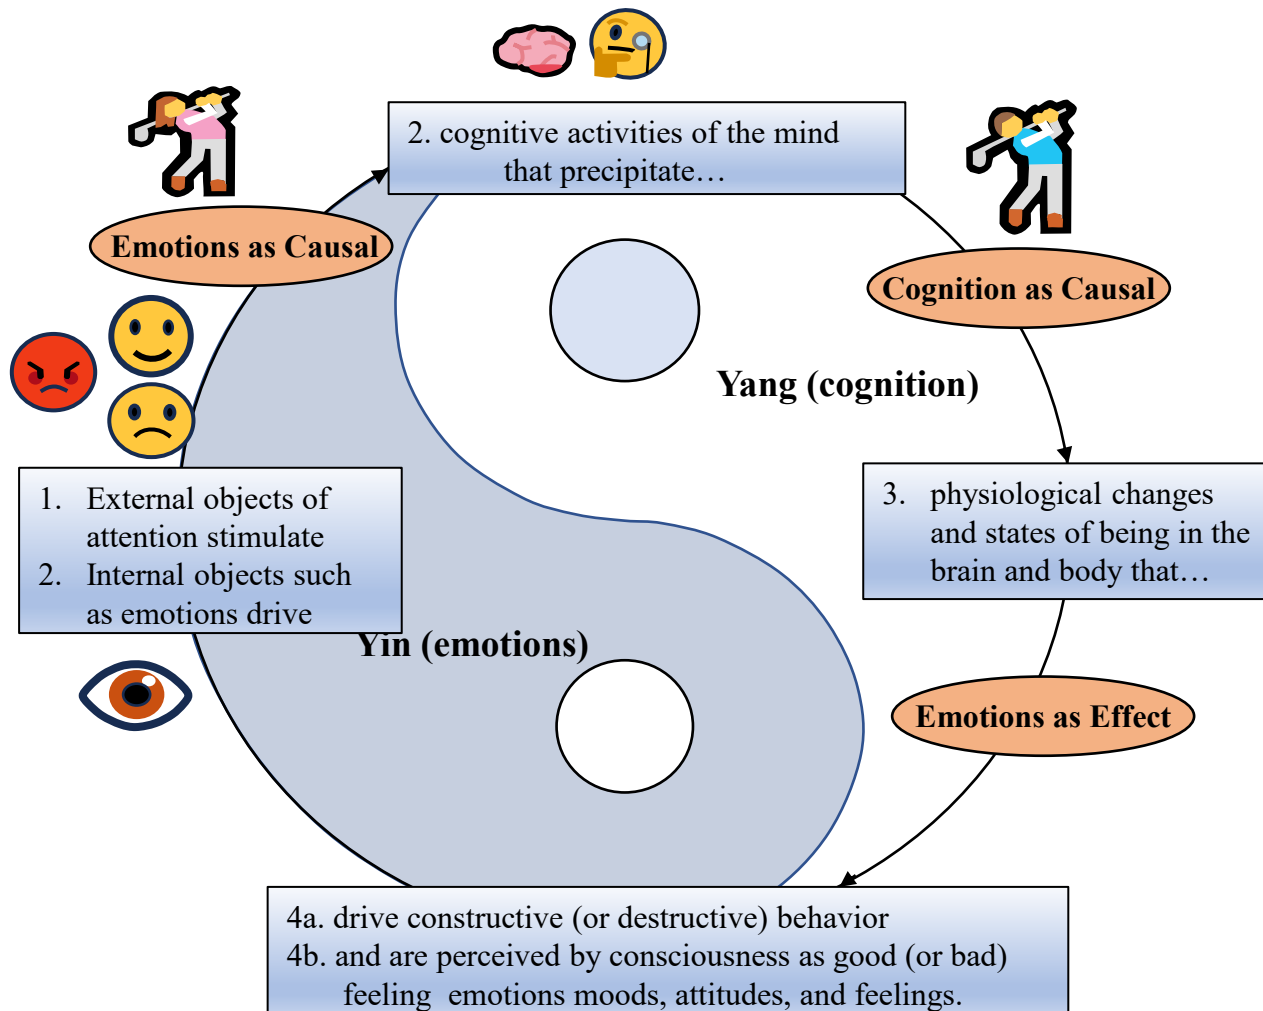 2. cognitive activities of the mind
that precipitate…
Emotions as Causal
Cognition as Causal
Yang (cognition)
1. External objects of
attention stimulate
2. Internal objects such
as emotions drive
3. physiological changes
and states of being in the
brain and body that…
Yin (emotions)
Emotions as Effect
4a. drive constructive (or destructive) behavior
4b. and are perceived by consciousness as good (or bad)
feeling emotions moods, attitudes, and feelings.